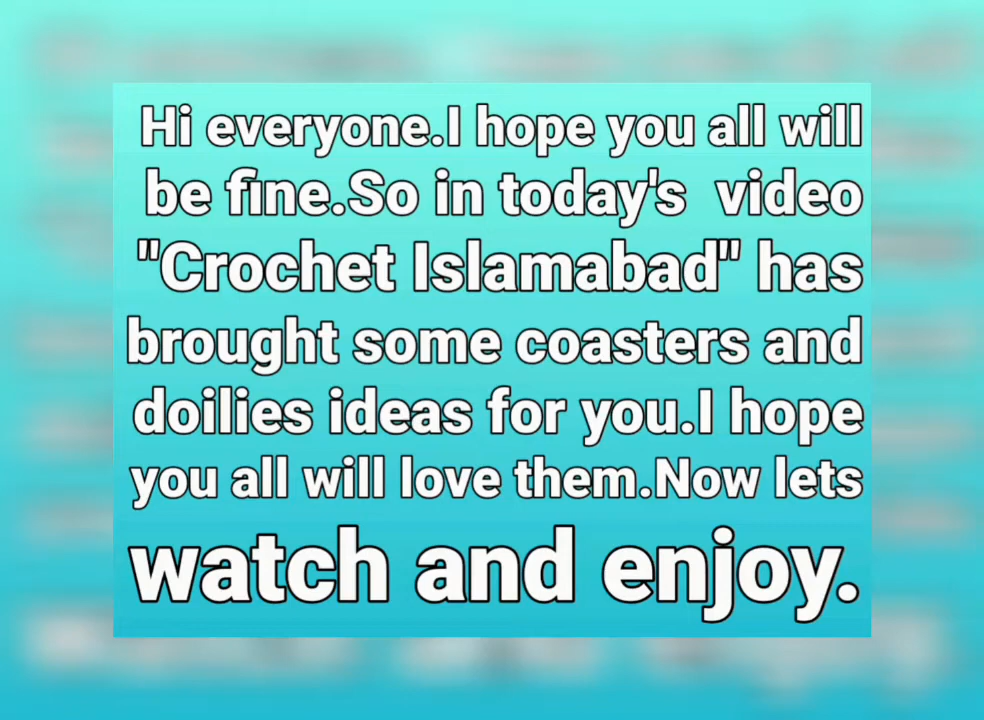 Hi everyone.I hope you all will
be fine.So in today's  video
"Crochet Islamabad" has
brought some coasters and
doilies ideas for you.I hope
you all will love them.Now lets
watch and enjoy.